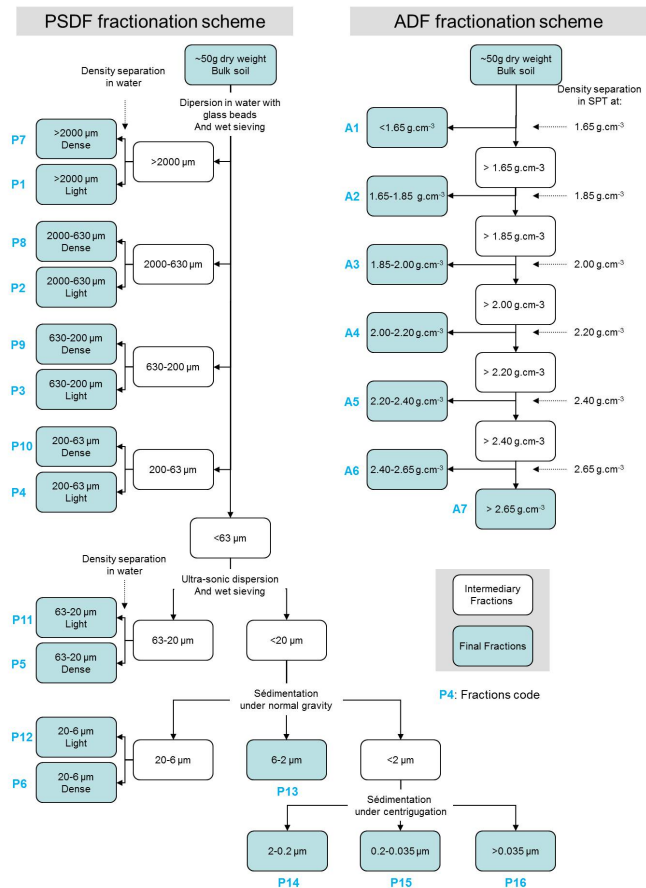 PSDF fractionation scheme
ADF fractionation scheme
Density separation
in water
~50g dry weight
Bulk soil
Dispersion in water with
glass beads
And wet sieving
P7
>2000 µm
Dense
P1
>2000 µm
Light
>2000 µm
P8
2000-630 µm
Dense
P2
2000-630 µm
Light
2000-630 µm
P9
630-200 µm
Dense
P3
630-200 µm
Light
630-200 µm
P10
200-63 µm
Dense
P4
200-63 µm
Light
200-63 µm
<63 µm
Density separation
in water
Ultra-sonic dispersion
And wet sieving
P11
63-20 µm
Light
P5
63-20 µm
Dense
63-20 µm
<20 µm
Sédimentation
under normal gravity
P12
20-6 µm
Light
P6
20-6 µm
Dense
20-6 µm
6-2 µm
P13
<2 µm
Sédimentation
under centrigugation
2-0.2 µm
P14
0.2-0.035 µm
P15
>0.035 µm
P16
~50g dry weight
Bulk soil
Density separation
in SPT at:
A1
<1.65 g.cm-3
1.65 g.cm-3
> 1.65 g.cm-3
A2
1.65-1.85 g.cm-3
1.85 g.cm-3
> 1.85 g.cm-3
A3
1.85-2.00 g.cm-3
2.00 g.cm-3
> 2.00 g.cm-3
A4
2.00-2.20 g.cm-3
2.20 g.cm-3
> 2.20 g.cm-3
A5
2.20-2.40 g.cm-3
2.40 g.cm-3
> 2.40 g.cm-3
A6
2.40-2.65 g.cm-3
2.65 g.cm-3
A7
> 2.65 g.cm-3
Intermediary
Fractions
Final Fractions
P4: Fractions code